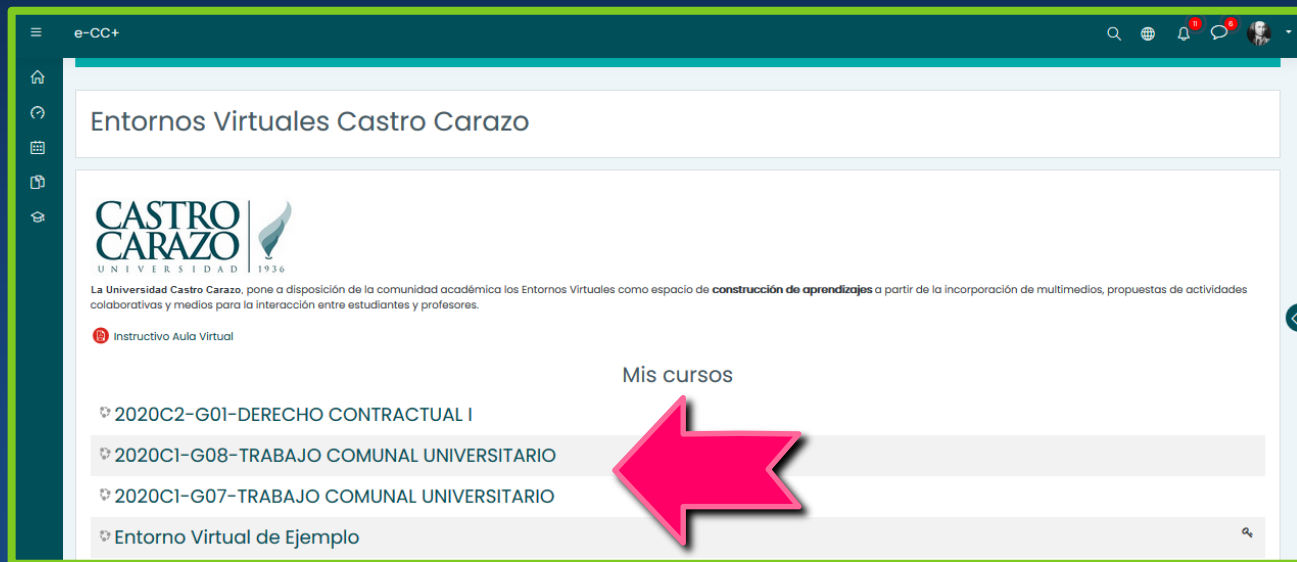 e-CC+
11
6
Entornos Virtuales Castro Carazo
CASTRO
CARAZO
UNIVERSIDAD 1936
La Universidad Castro Carazo, pone a disposición de la comunidad académica los Entornos Virtuales como espacio de construcción de aprendizajes a partir de la incorporación de multimedios, propuestas de actividades
colaborativas y medios para la interacción entre estudiantes y profesores.
Instructivo Aula Virtual
Mis cursos
2020C2-G01-DERECHO CONTRACTUAL I
2020C1-G08-TRABAJO COMUNAL UNIVERSITARIO
2020C1-G07-TRABAJO COMUNAL UNIVERSITARIO
Entorno Virtual de Ejemplo